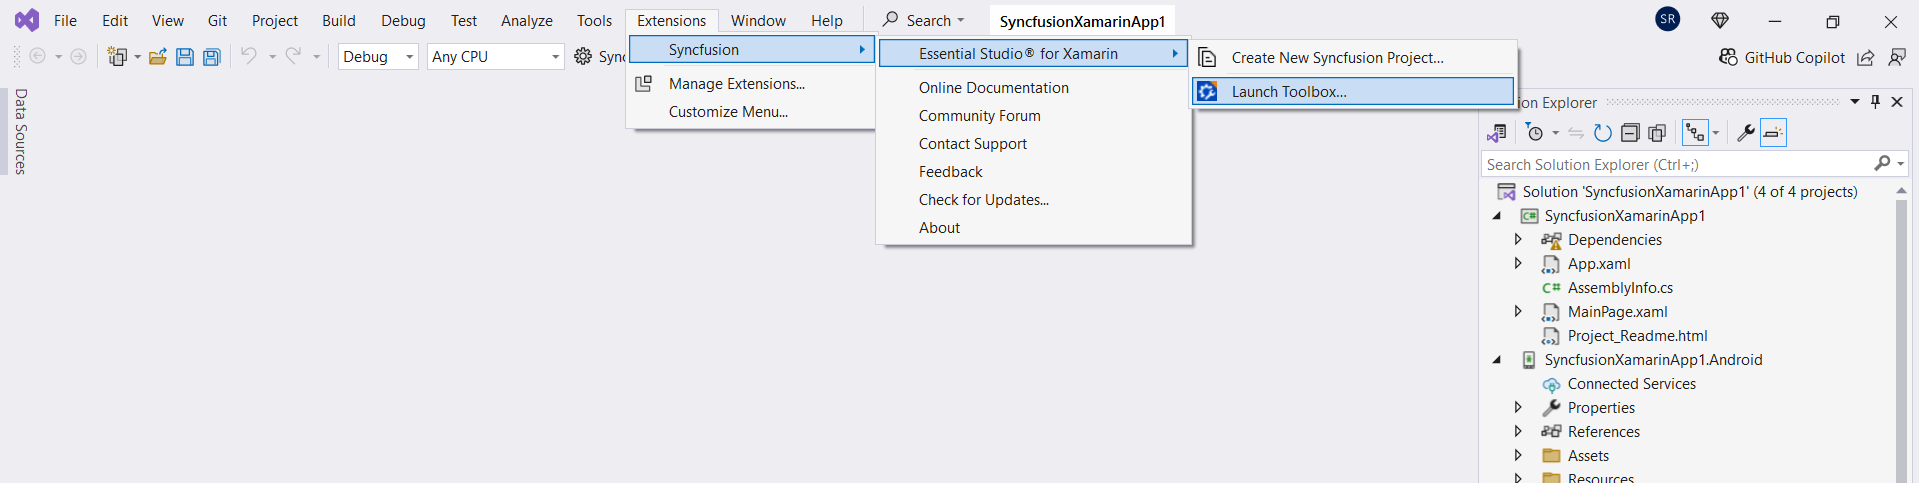 File Edit View Git Project Build Debug Test Analyze Tools Extensions Window Help Search SyncfusionXamarinApp1 SR
Debug Any CPU Sync GitHub Copilot
Syncfusion
Manage Extensions...
Customize Menu...
Essential Studio® for Xamarin
Online Documentation
Community Forum
Contact Support
Feedback
Check for Updates...
About
Create New Syncfusion Project...
Launch Toolbox...
Data Sources
ion Explorer
Search Solution Explorer (Ctrl+;)
Solution 'SyncfusionXamarinApp1' (4 of 4 projects)
C# SyncfusionXamarinApp1
Dependencies
App.xaml
C# AssemblyInfo.cs
MainPage.xaml
Project_Readme.html
SyncfusionXamarinApp1.Android
Connected Services
Properties
References
Assets
Resources